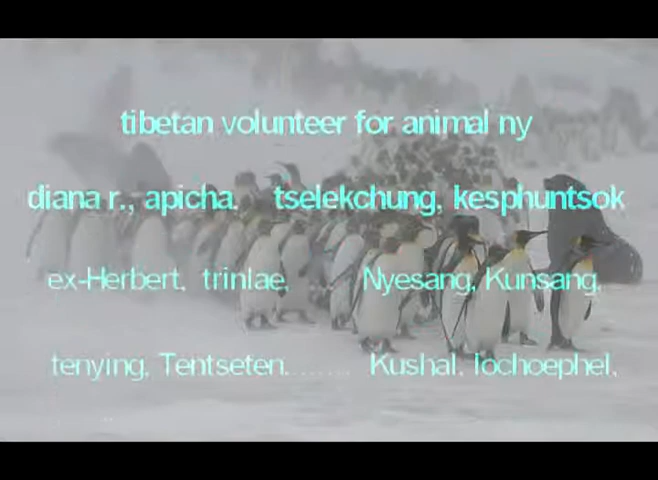 tibetan volunteer for animal ny
diana r., apicha, tselekchung, kesphuntsok
ex-Herbert, trinlae, Nyesang, Kunsang,
tenying, Tentseten........ Kushal, lochoephel,